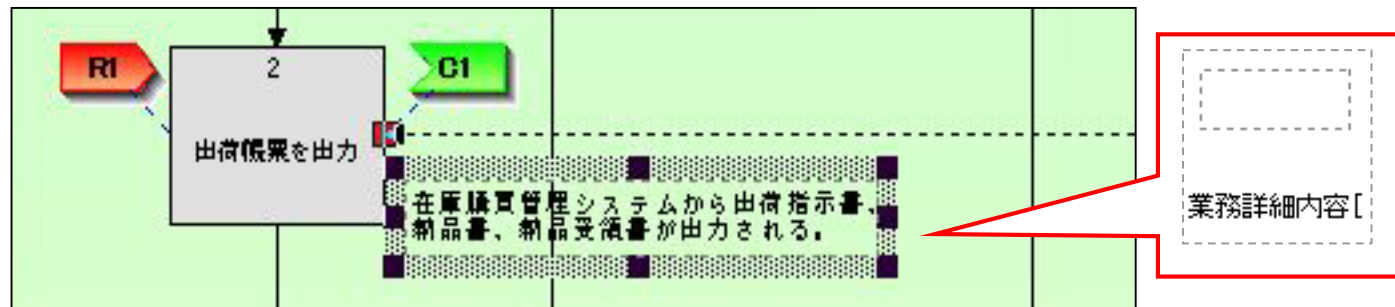 R1
2
C1
出荷帳票を出力
在庫購買管理システムから出荷指示書、
納品書、納品受領書が出力される。
業務詳細内容[